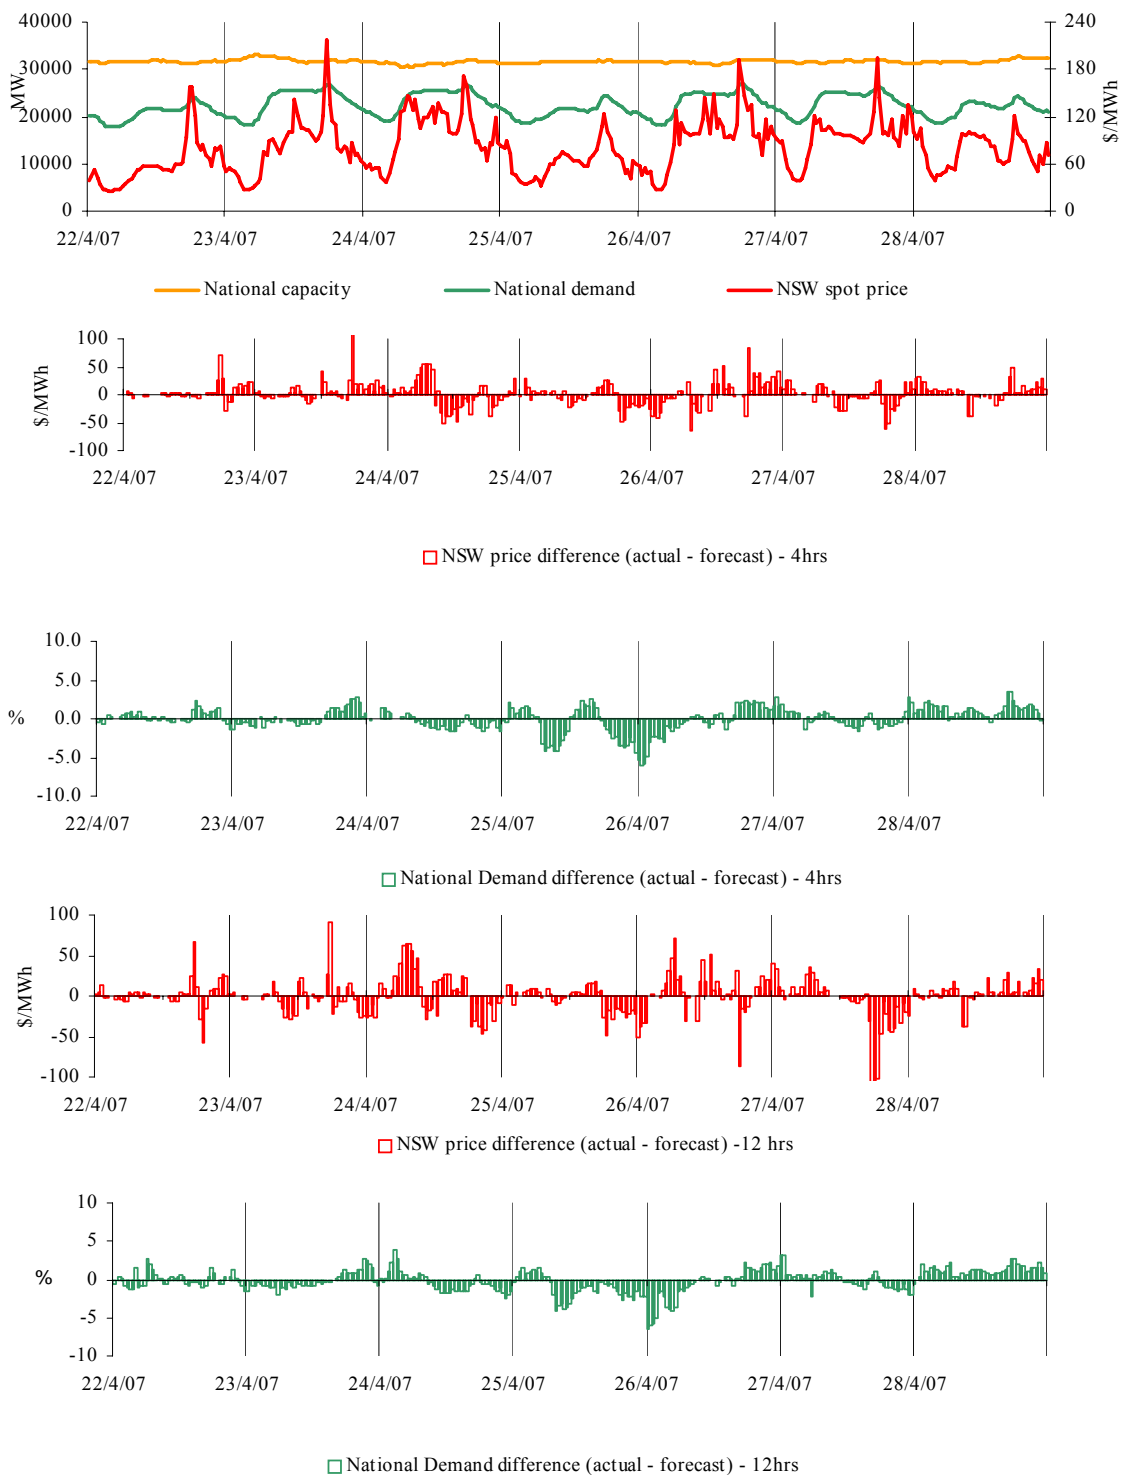 40000
30000
20000
10000
0
MW
240
180
120
60
0
$/MWh
22/4/07 23/4/07 24/4/07 25/4/07 26/4/07 27/4/07 28/4/07
National capacity National demand NSW spot price
100
50
0
-50
-100
$/MWh
22/4/07 23/4/07 24/4/07 25/4/07 26/4/07 27/4/07 28/4/07
NSW price difference (actual - forecast) - 4hrs
10.0
5.0
0.0
-5.0
-10.0
%
22/4/07 23/4/07 24/4/07 25/4/07 26/4/07 27/4/07 28/4/07
National Demand difference (actual - forecast) - 4hrs
100
50
0
-50
-100
$/MWh
22/4/07 23/4/07 24/4/07 25/4/07 26/4/07 27/4/07 28/4/07
NSW price difference (actual - forecast) -12 hrs
10
5
0
-5
-10
%
22/4/07 23/4/07 24/4/07 25/4/07 26/4/07 27/4/07 28/4/07
National Demand difference (actual - forecast) - 12hrs